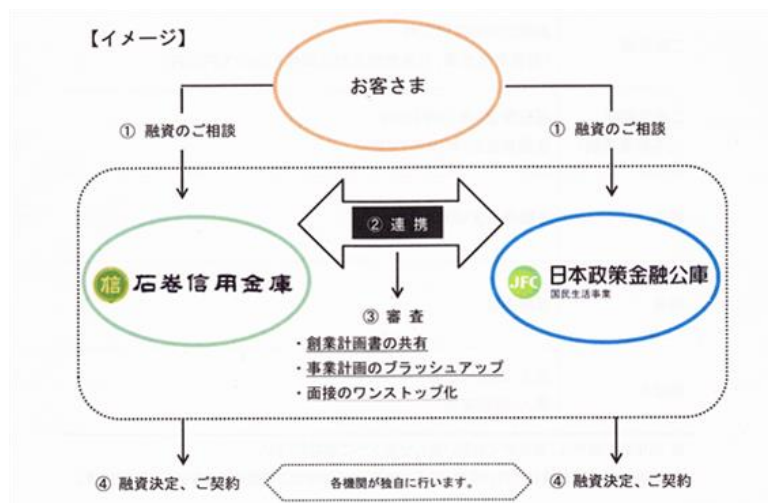 【イメージ】
お客さま
① 融資のご相談
① 融資のご相談
② 連 携
信 石巻信用金庫
JFC 日本政策金融公庫
国民生活事業
③ 審 査
・創業計画書の共有
・事業計画のブラッシュアップ
・面接のワンストップ化
④ 融資決定、ご契約
各機関が独自に行います。
④ 融資決定、ご契約